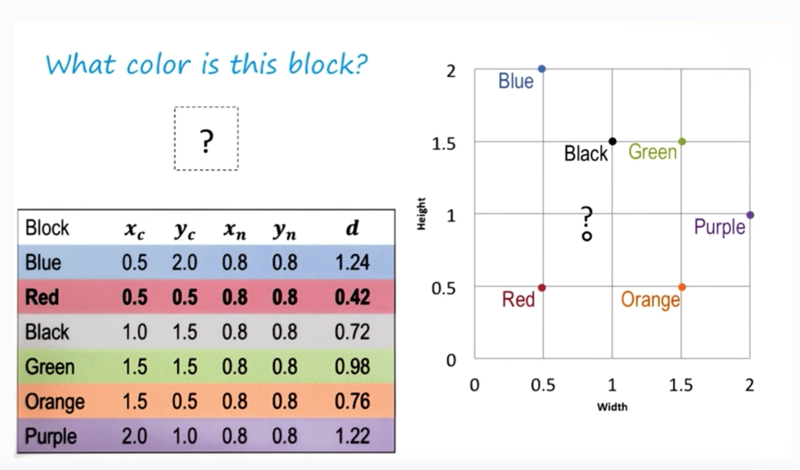 What color is this block?
?
Block x_c y_c x_n y_n d
Blue 0.5 2.0 0.8 0.8 1.24
Red 0.5 0.5 0.8 0.8 0.42
Black 1.0 1.5 0.8 0.8 0.72
Green 1.5 1.5 0.8 0.8 0.98
Orange 1.5 0.5 0.8 0.8 0.76
Purple 2.0 1.0 0.8 0.8 1.22
2
Blue
1.5
Black Green
Height
1
?
Purple
0.5
Red Orange
0
0 0.5 1 1.5 2
Width